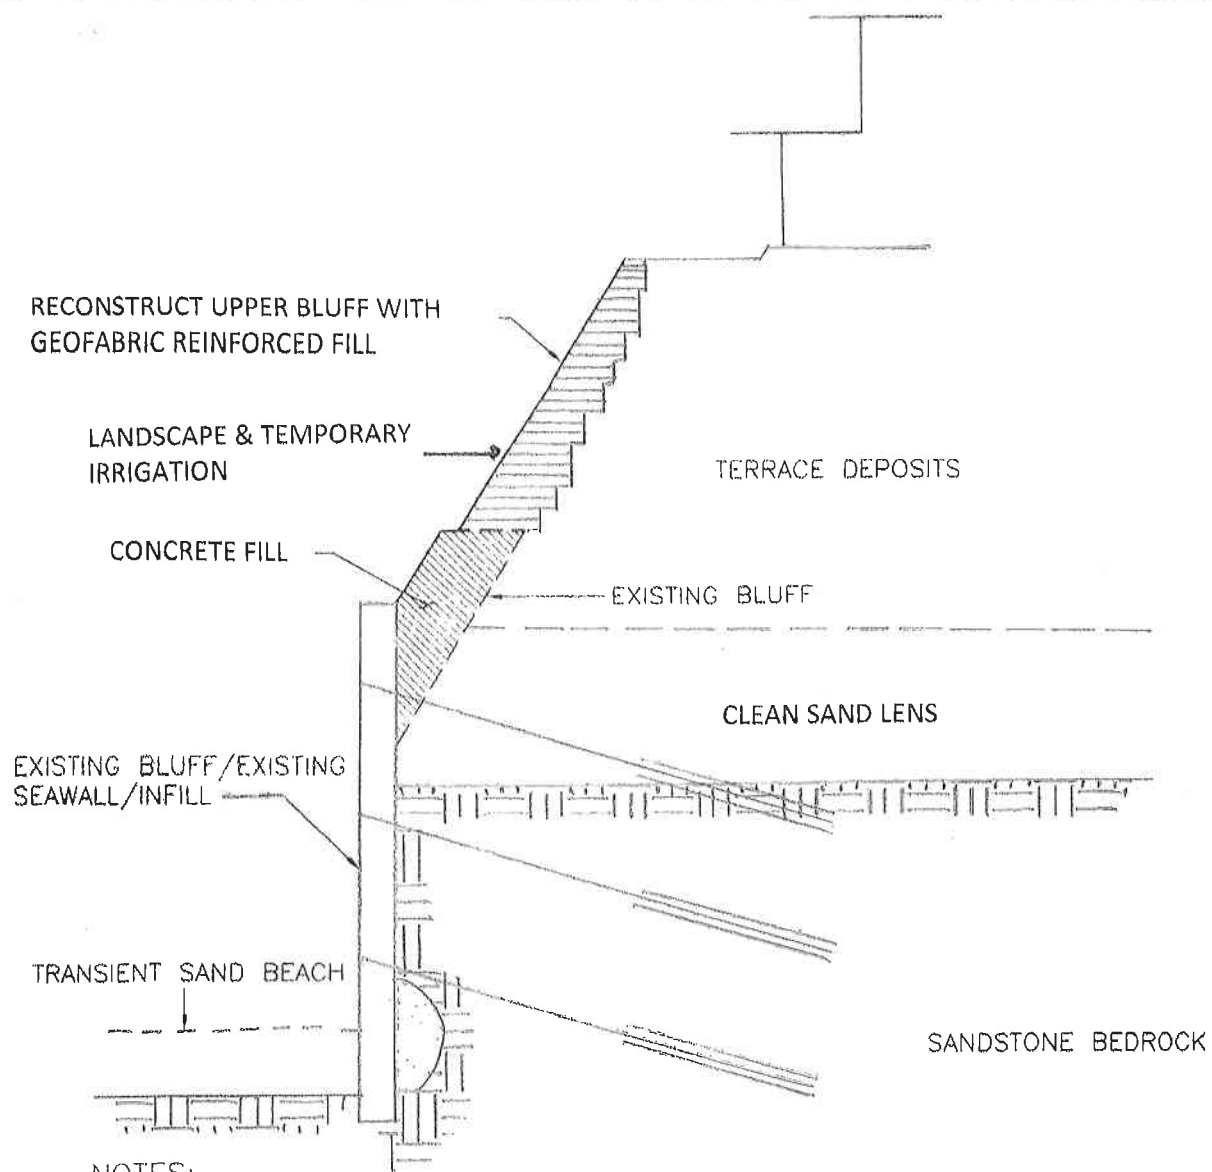 RECONSTRUCT UPPER BLUFF WITH
GEOFABRIC REINFORCED FILL
LANDSCAPE & TEMPORARY
IRRIGATION
TERRACE DEPOSITS
CONCRETE FILL
EXISTING BLUFF
CLEAN SAND LENS
EXISTING BLUFF/EXISTING
SEAWALL/INFILL
TRANSIENT SAND BEACH
SANDSTONE BEDROCK
NOTES: